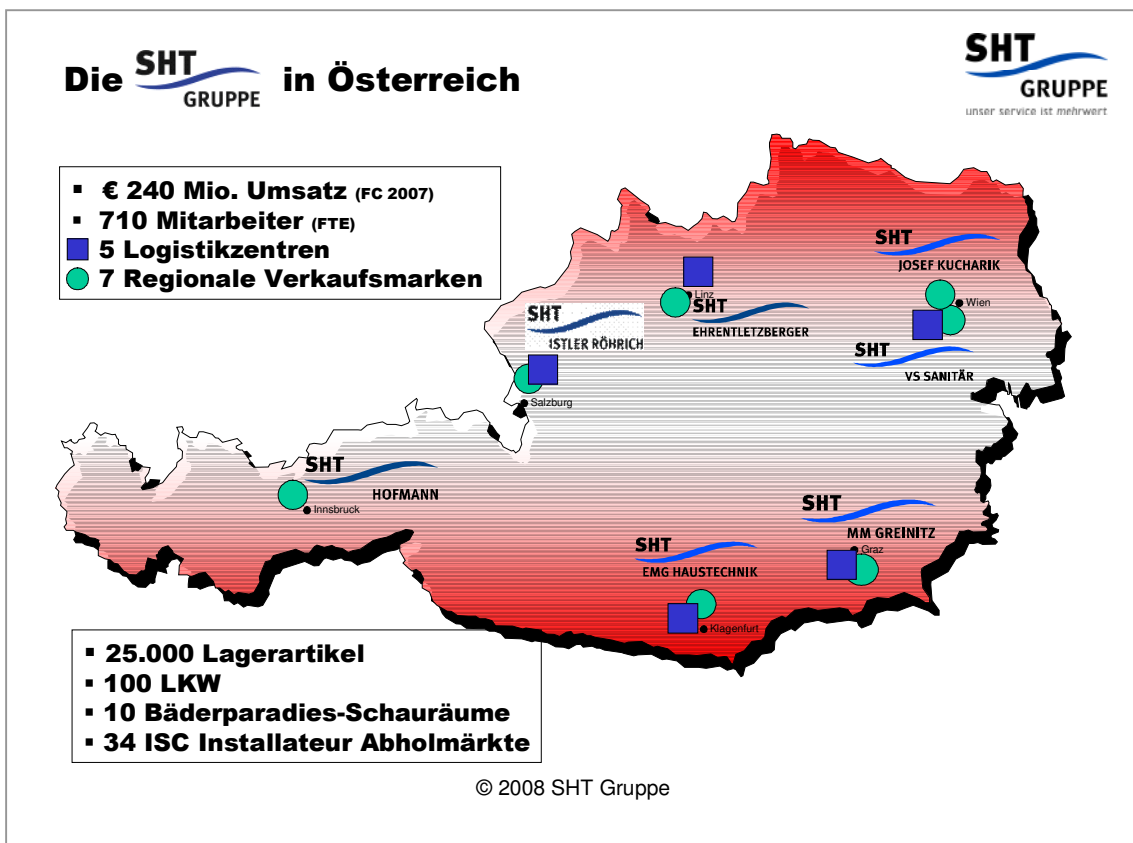 Die SHT GRUPPE in Österreich
SHT
GRUPPE
unser service ist mehrwert
▪ € 240 Mio. Umsatz (FC 2007)
▪ 710 Mitarbeiter (FTE)
5 Logistikzentren
7 Regionale Verkaufsmarken
SHT
JOSEF KUCHARIK
Wien
SHT
VS SANITÄR
Linz
SHT
EHRENTLETZBERGER
SHT
ISTLER RÖHRICH
Salzburg
SHT
HOFMANN
Innsbruck
SHT
MM GREINITZ
Graz
SHT
EMG HAUSTECHNIK
Klagenfurt
▪ 25.000 Lagerartikel
▪ 100 LKW
▪ 10 Bäderparadies-Schauräume
▪ 34 ISC Installateur Abholmärkte
© 2008 SHT Gruppe